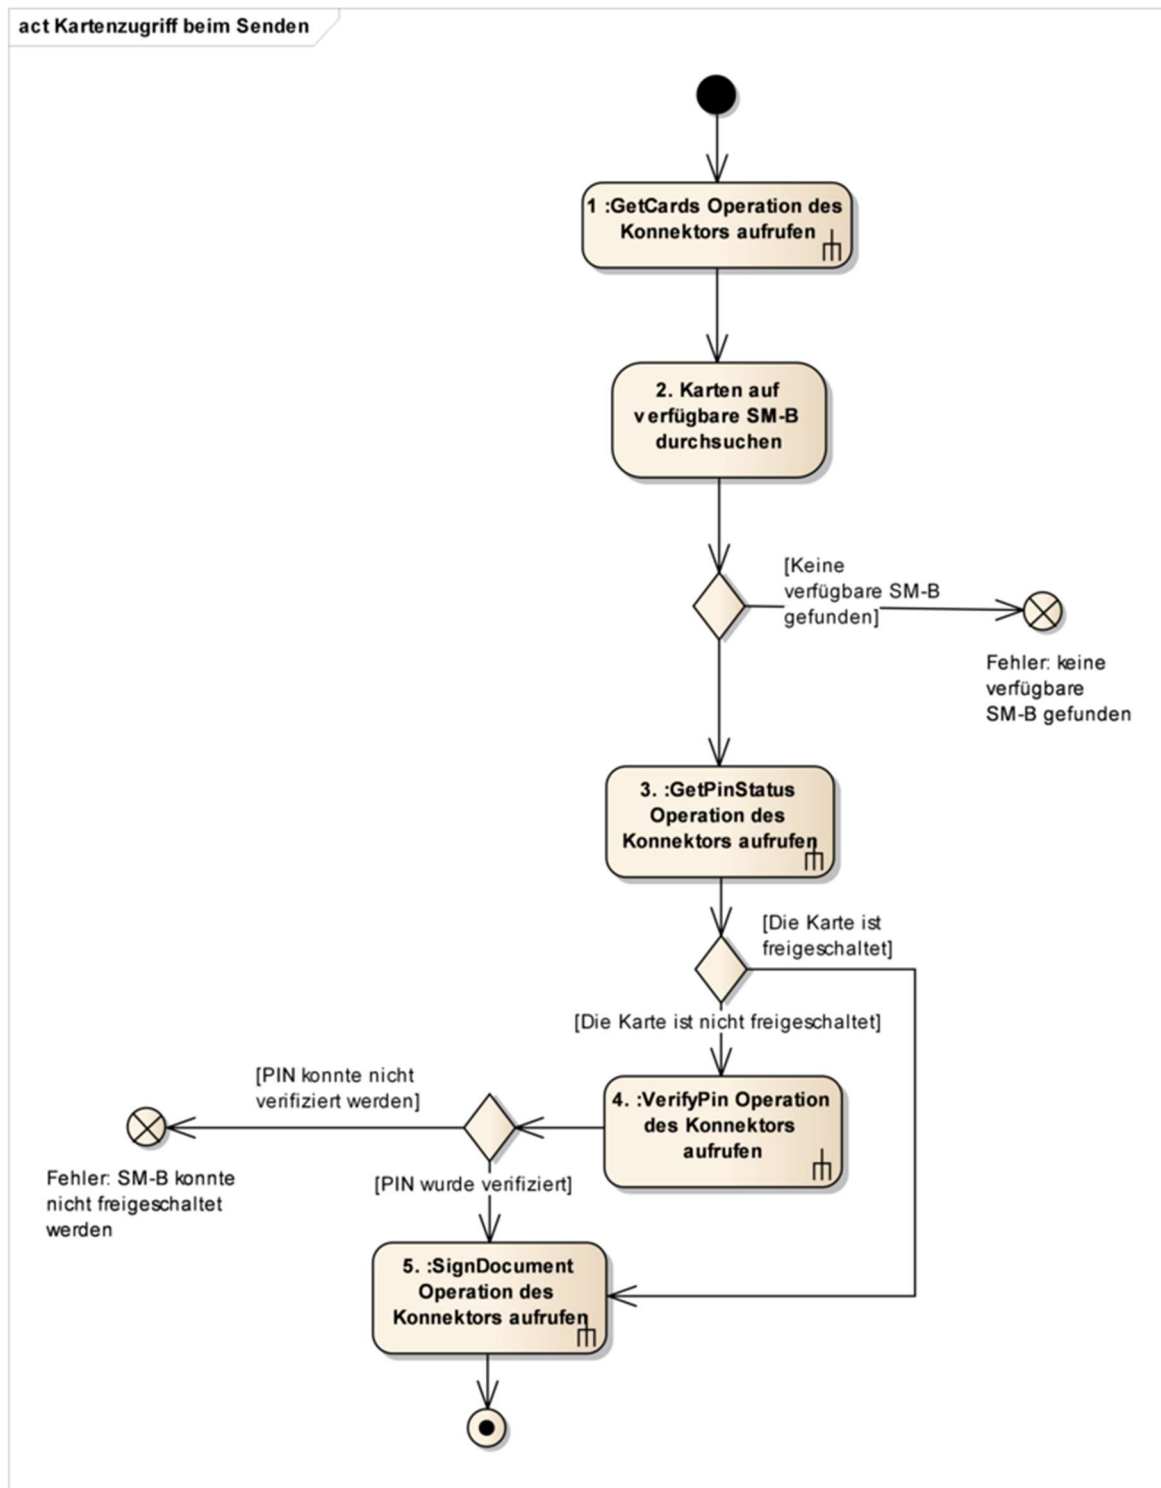 act Kartenzugriff beim Senden
1 :GetCards Operation des
Konnektors aufrufen
2. Karten auf
verfügbare SM-B
durchsuchen
[Keine
verfügbare SM-B
gefunden]
Fehler: keine
verfügbare
SM-B gefunden
3. :GetPinStatus
Operation des
Konnektors aufrufen
[Die Karte ist
freigeschaltet]
[Die Karte ist nicht freigeschaltet]
4. :VerifyPin Operation
des Konnektors
aufrufen
[PIN konnte nicht
verifiziert werden]
Fehler: SM-B konnte
nicht freigeschaltet
werden
[PIN wurde verifiziert]
5. :SignDocument
Operation des
Konnektors aufrufen